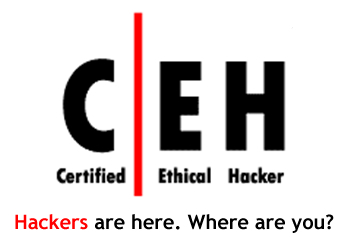 C|EH
Certified Ethical Hacker
Hackers are here. Where are you?